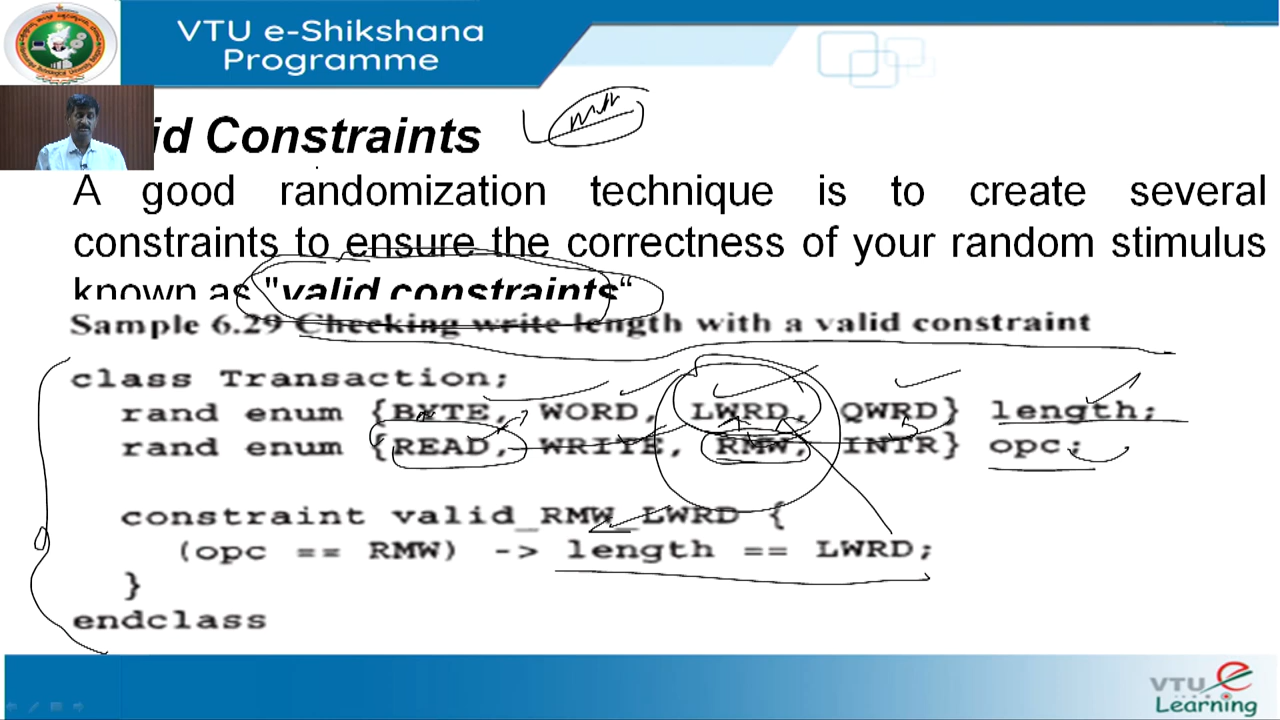 VTU e-Shikshana
Programme
id Constraints
A good randomization technique is to create several
constraints to ensure the correctness of your random stimulus
known as "valid constraints“
Sample 6.29 Checking write length with a valid constraint
class Transaction;
rand enum {BYTE, WORD, LWRD, QWRD} length;
rand enum {READ, WRITE, RMW, INTR} opc;
constraint valid_RMW_LWRD {
(opc == RMW) -> length == LWRD;
}
endclass
VTU e
Learning